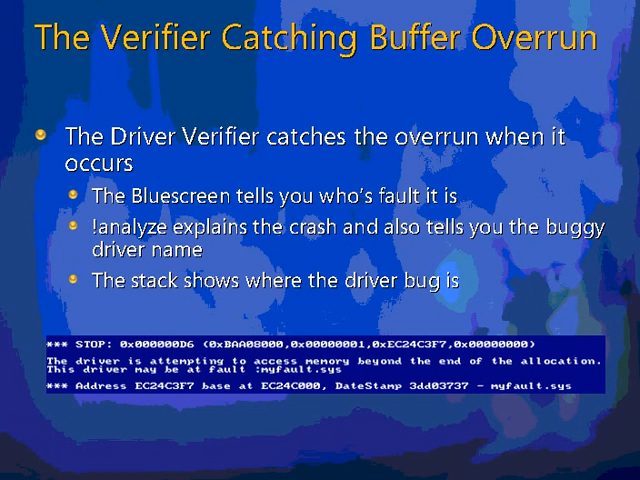 The Verifier Catching Buffer Overrun
The Driver Verifier catches the overrun when it
occurs
The Bluescreen tells you who's fault it is
!analyze explains the crash and also tells you the buggy
driver name
The stack shows where the driver bug is
*** STOP: 0x000000D6 (0xBAA08000,0x00000001,0xEC24C3F7,0x00000000)
The driver is attempting to access memory beyond the end of the allocation.
This driver may be at fault :myfault.sys
*** Address EC24C3F7 base at EC24C000, DateStamp 3dd03737 - myfault.sys